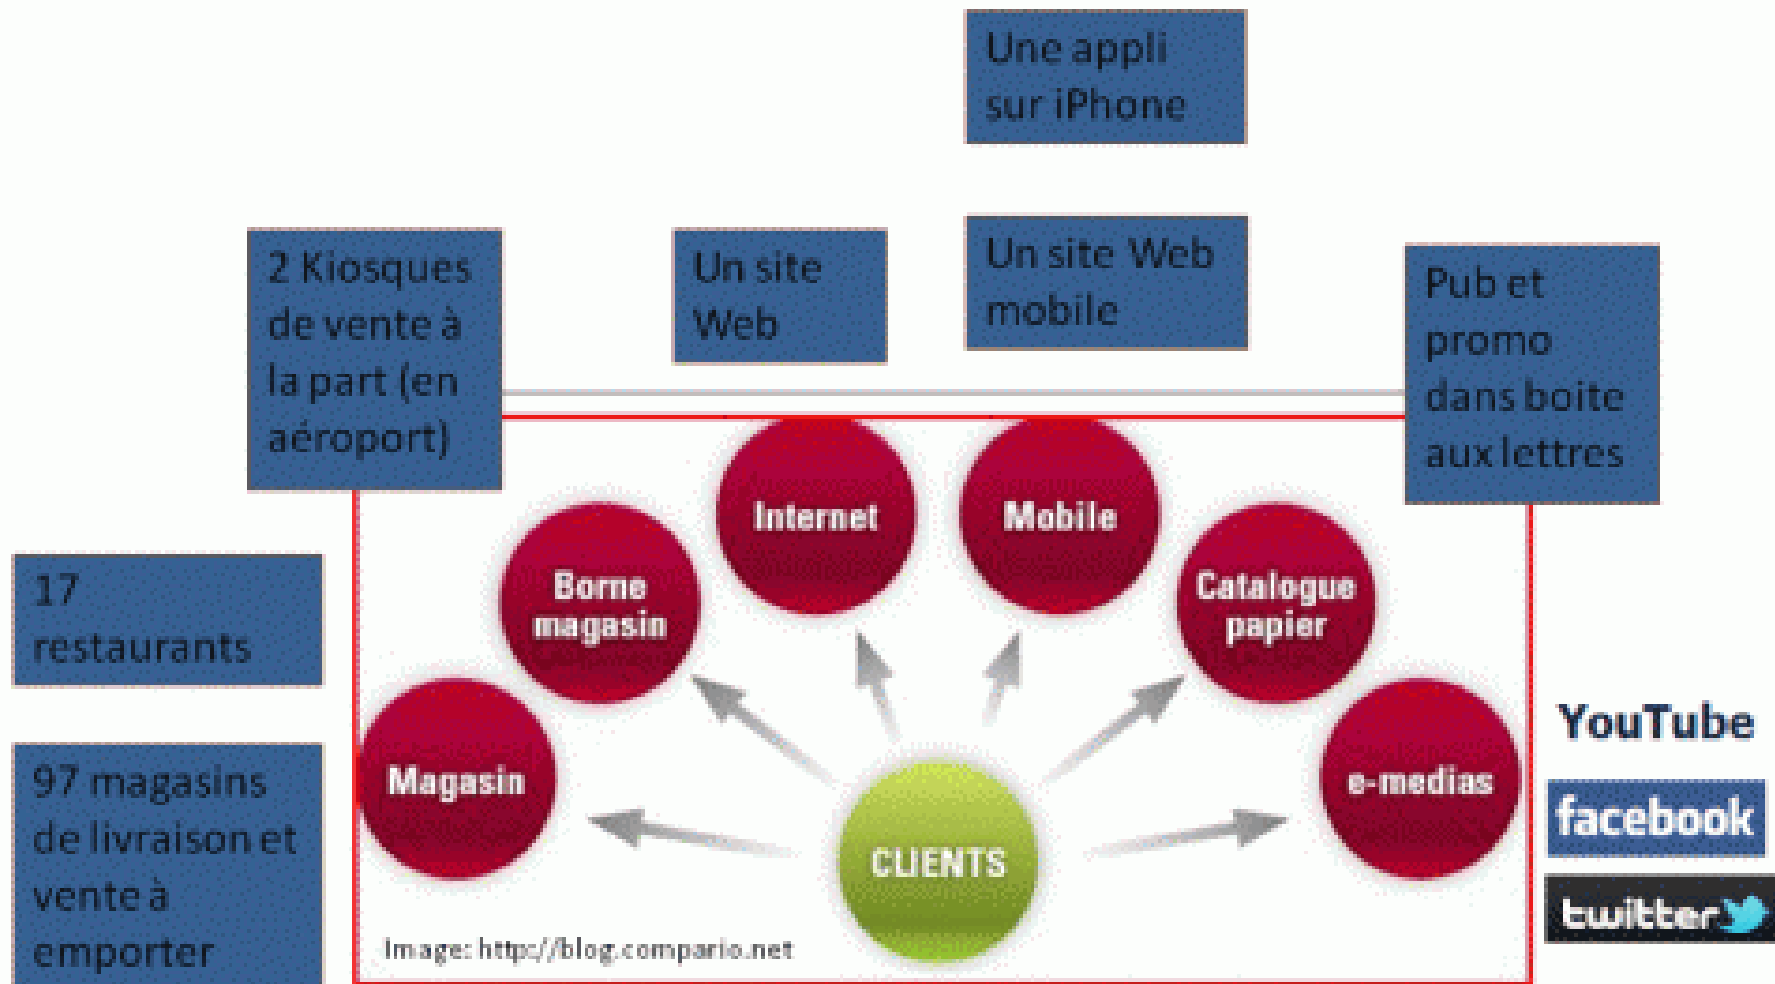 Une appli
sur iPhone
2 Kiosques
de vente à
la part (en
aéroport)
Un site
Web
Un site Web
mobile
Pub et
promo
dans boite
aux lettres
17
restaurants
97 magasins
de livraison et
vente à
emporter
Magasin
Borne
magasin
Internet
Mobile
Catalogue
papier
e-medias
CLIENTS
YouTube
facebook
twitter
Image: http://blog.compario.net